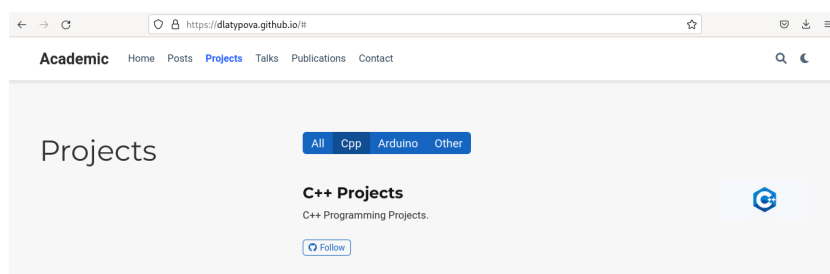 https://dlatypova.github.io/#
Academic Home Posts Projects Talks Publications Contact
Projects
All Cpp Arduino Other
C++ Projects
C++ Programming Projects.
Follow